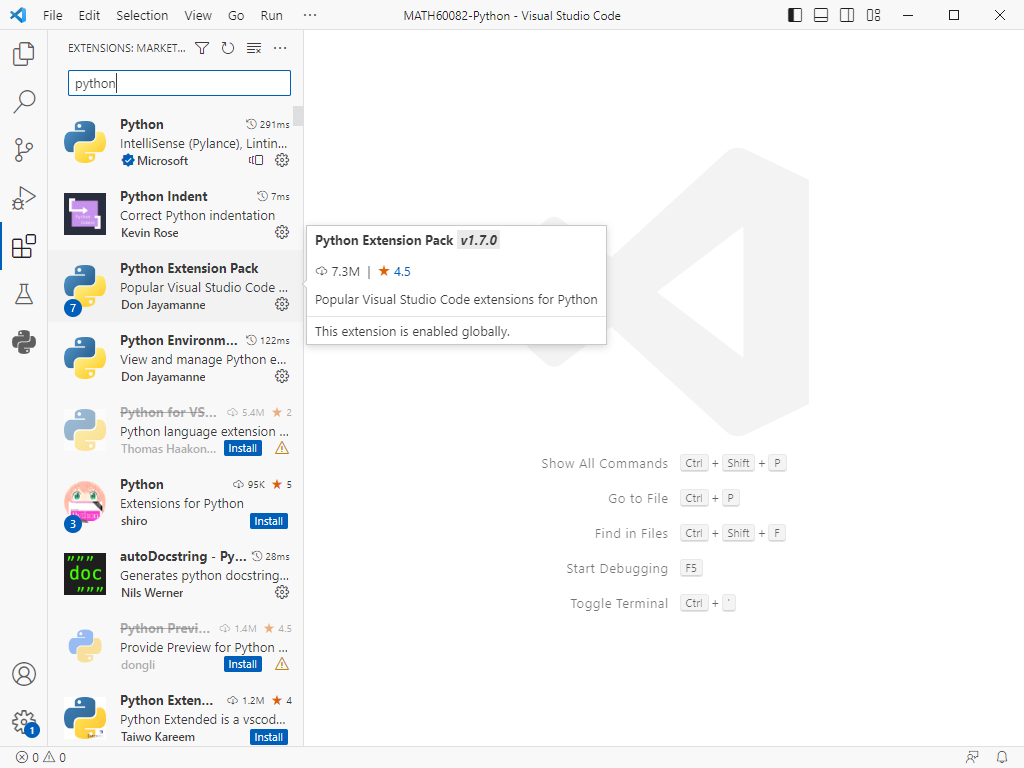 File Edit Selection View Go Run ··· MATH60082-Python - Visual Studio Code
EXTENSIONS: MARKET...
python
Python 291ms
IntelliSense (Pylance), Lintin...
Microsoft
Python Indent 7ms
Correct Python indentation
Kevin Rose
Python Extension Pack
Popular Visual Studio Code ...
7 Don Jayamanne
Python Extension Pack v1.7.0
7.3M | ★ 4.5
Popular Visual Studio Code extensions for Python
This extension is enabled globally.
Python Environm... 122ms
View and manage Python e...
Don Jayamanne
Python for VS... 5.4M ★ 2
Python language extension ...
Thomas Haakon... Install
Python 95K ★ 5
Extensions for Python
3 shiro Install
autoDocstring - Py... 28ms
Generates python docstring...
Nils Werner
"""
doc
"""
Python Previ... 1.4M ★ 4.5
Provide Preview for Python ...
dongli Install
Python Exten... 1.2M ★ 4
Python Extended is a vscod...
Taiwo Kareem Install
Show All Commands Ctrl + Shift + P
Go to File Ctrl + P
Find in Files Ctrl + Shift + F
Start Debugging F5
Toggle Terminal Ctrl + `
1
0 0